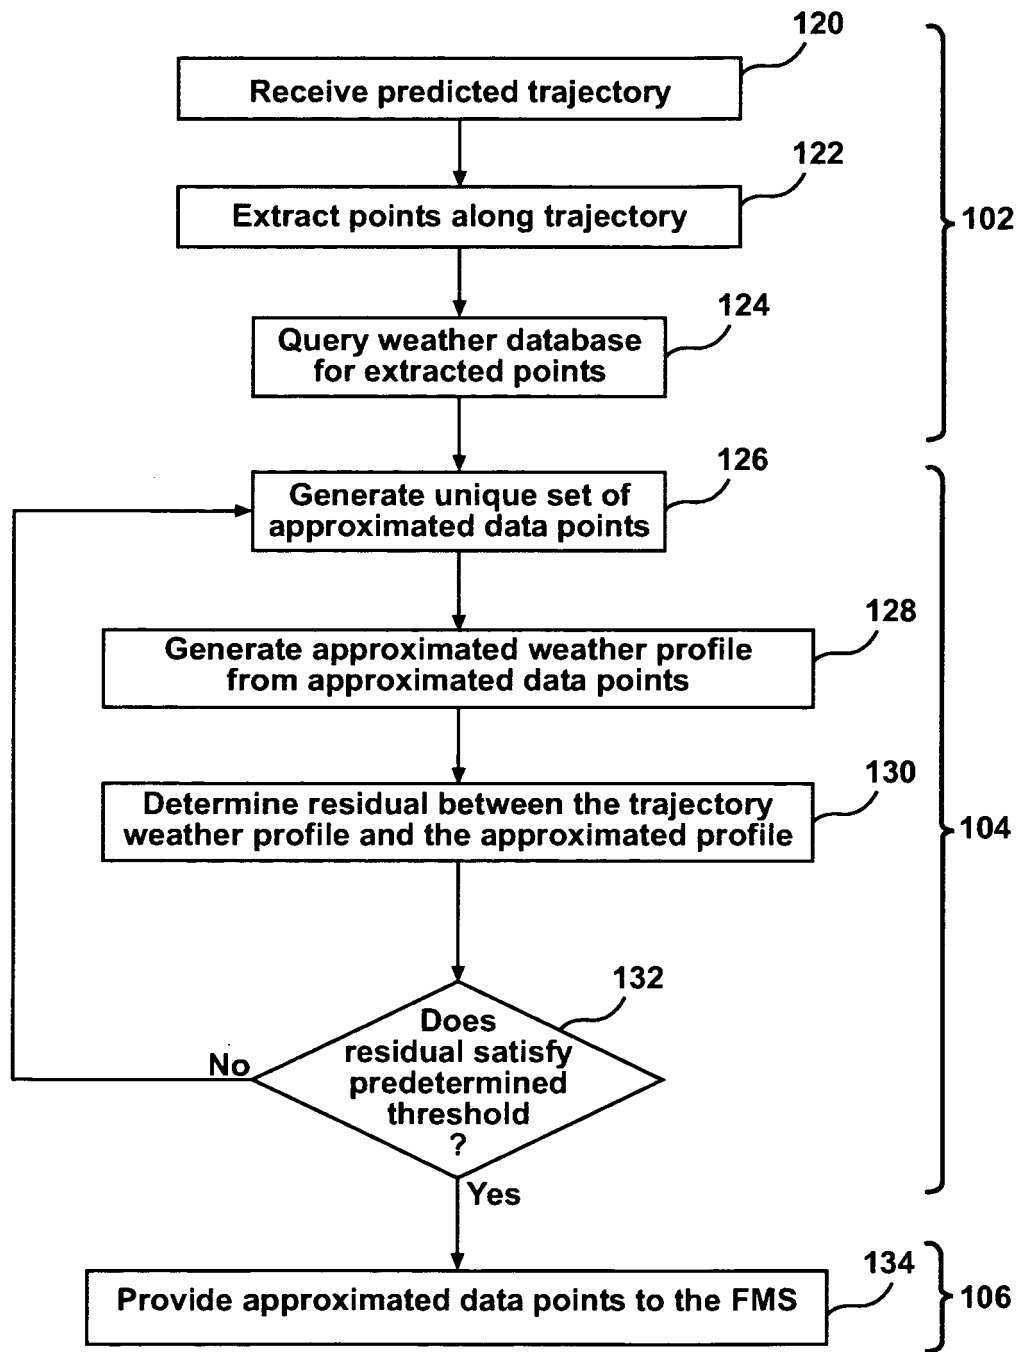 120
Receive predicted trajectory
122
Extract points along trajectory
102
124
Query weather database
for extracted points
126
Generate unique set of
approximated data points
128
Generate approximated weather profile
from approximated data points
130
Determine residual between the trajectory
weather profile and the approximated profile
104
132
Does
residual satisfy
predetermined
threshold
?
No
Yes
134
Provide approximated data points to the FMS
106